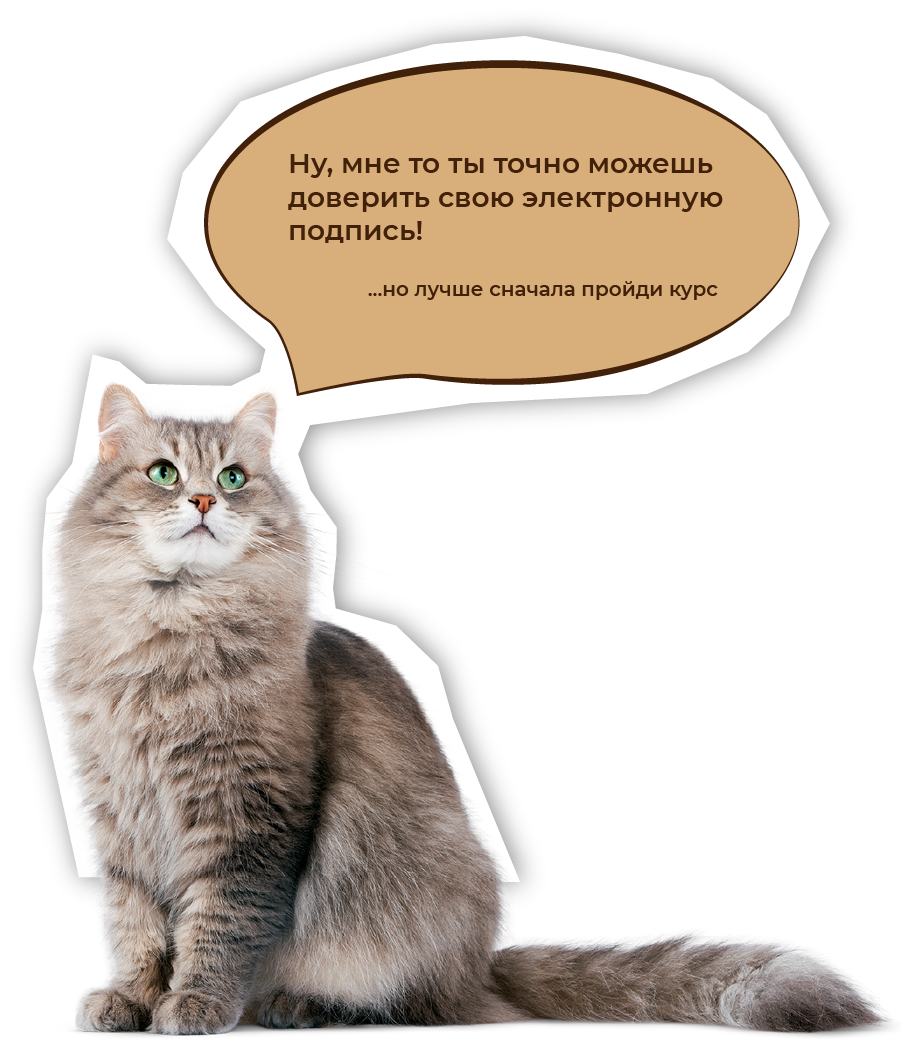 Ну, мне то ты точно можешь
доверить свою электронную
подпись!
...но лучше сначала пройди курс